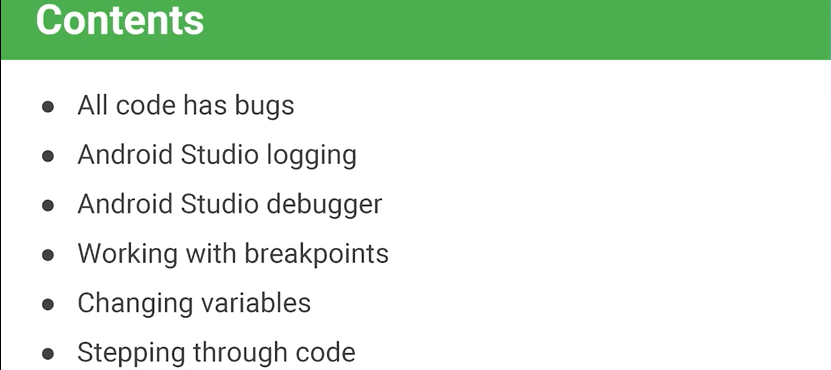 Contents
● All code has bugs
● Android Studio logging
● Android Studio debugger
● Working with breakpoints
● Changing variables
● Stepping through code